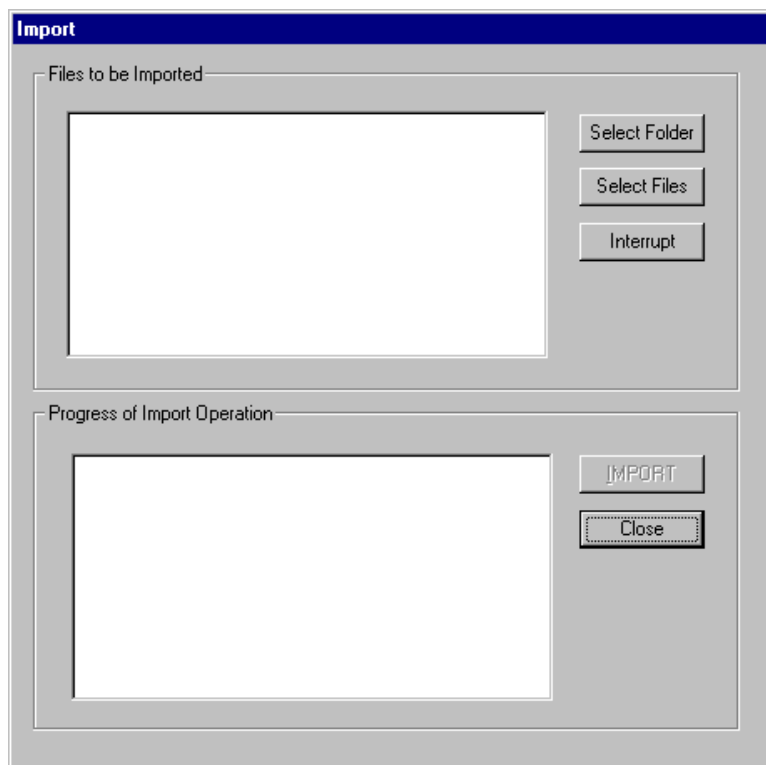 Import
Files to be Imported
Select Folder
Select Files
Interrupt
Progress of Import Operation
IMPORT
Close